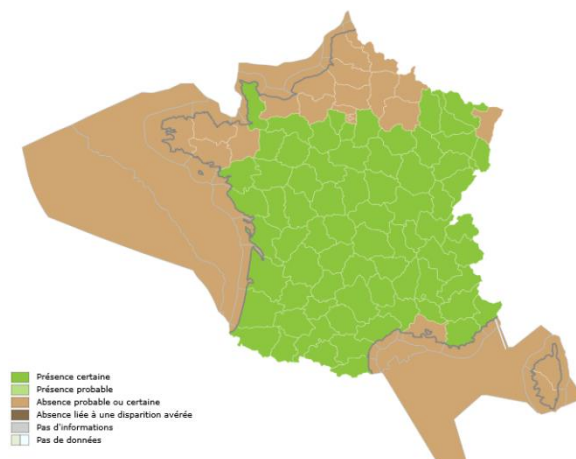 Présence certaine
Présence probable
Absence probable ou certaine
Absence liée à une disparition avérée
Pas d'informations
Pas de données